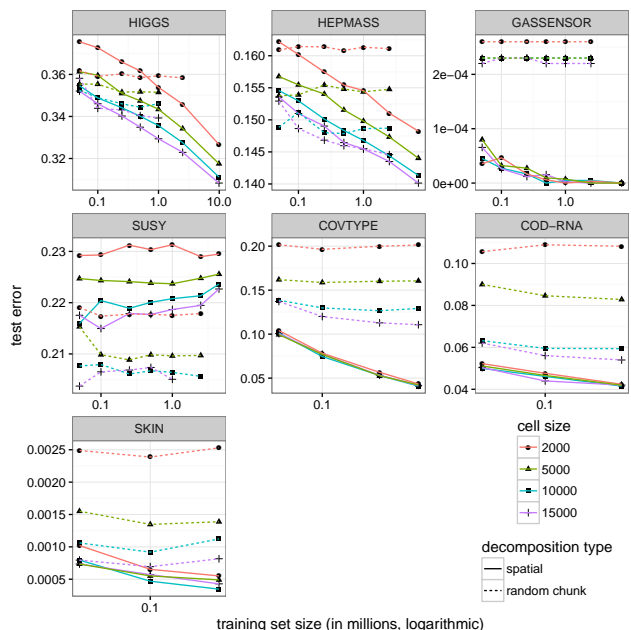 HIGGS
HEPMASS
GASSENSOR
0.36
0.34
0.32
0.1
1.0
10.0
0.160
0.155
0.150
0.145
0.140
0.1
1.0
2e−04
1e−04
0e+00
test error
SUSY
COVTYPE
COD−RNA
0.23
0.22
0.21
0.1
1.0
0.20
0.15
0.10
0.05
0.1
0.10
0.08
0.06
0.04
0.1
SKIN
0.0025
0.0020
0.0015
0.0010
0.0005
0.1
cell size
2000
5000
10000
15000
decomposition type
spatial
random chunk
training set size (in millions, logarithmic)